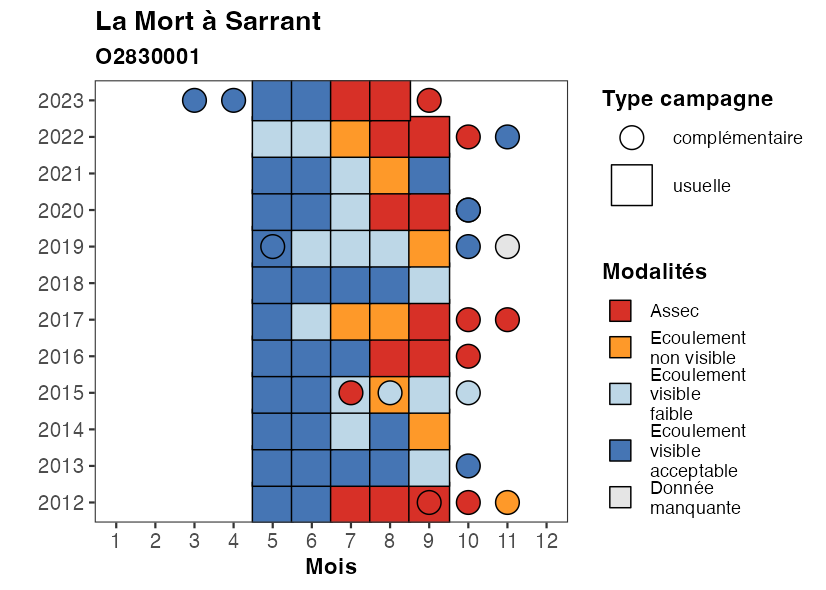 La Mort à Sarrant
O2830001
2023
2022
2021
2020
2019
2018
2017
2016
2015
2014
2013
2012
1 2 3 4 5 6 7 8 9 10 11 12
Mois
Type campagne
complémentaire
usuelle
Modalités
Assec
Ecoulement
non visible
Ecoulement
visible
faible
Ecoulement
visible
acceptable
Donnée
manquante